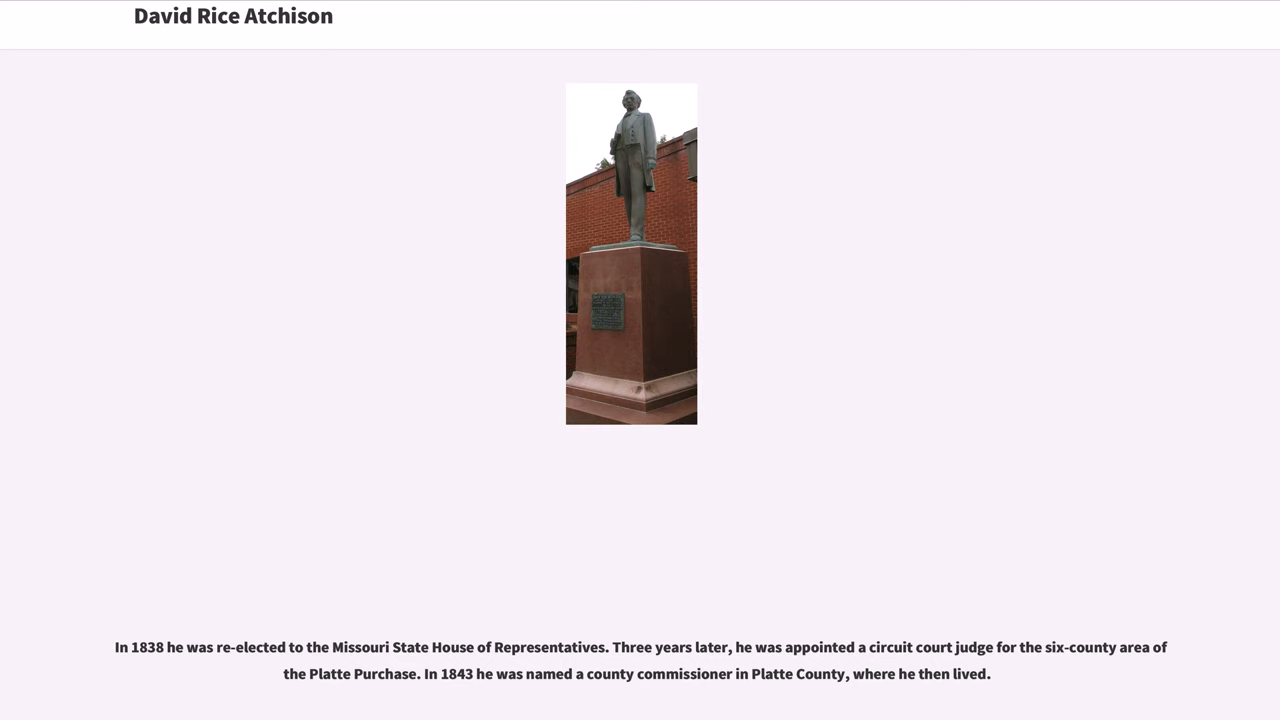 David Rice Atchison
In 1838 he was re-elected to the Missouri State House of Representatives. Three years later, he was appointed a circuit court judge for the six-county area of
the Platte Purchase. In 1843 he was named a county commissioner in Platte County, where he then lived.